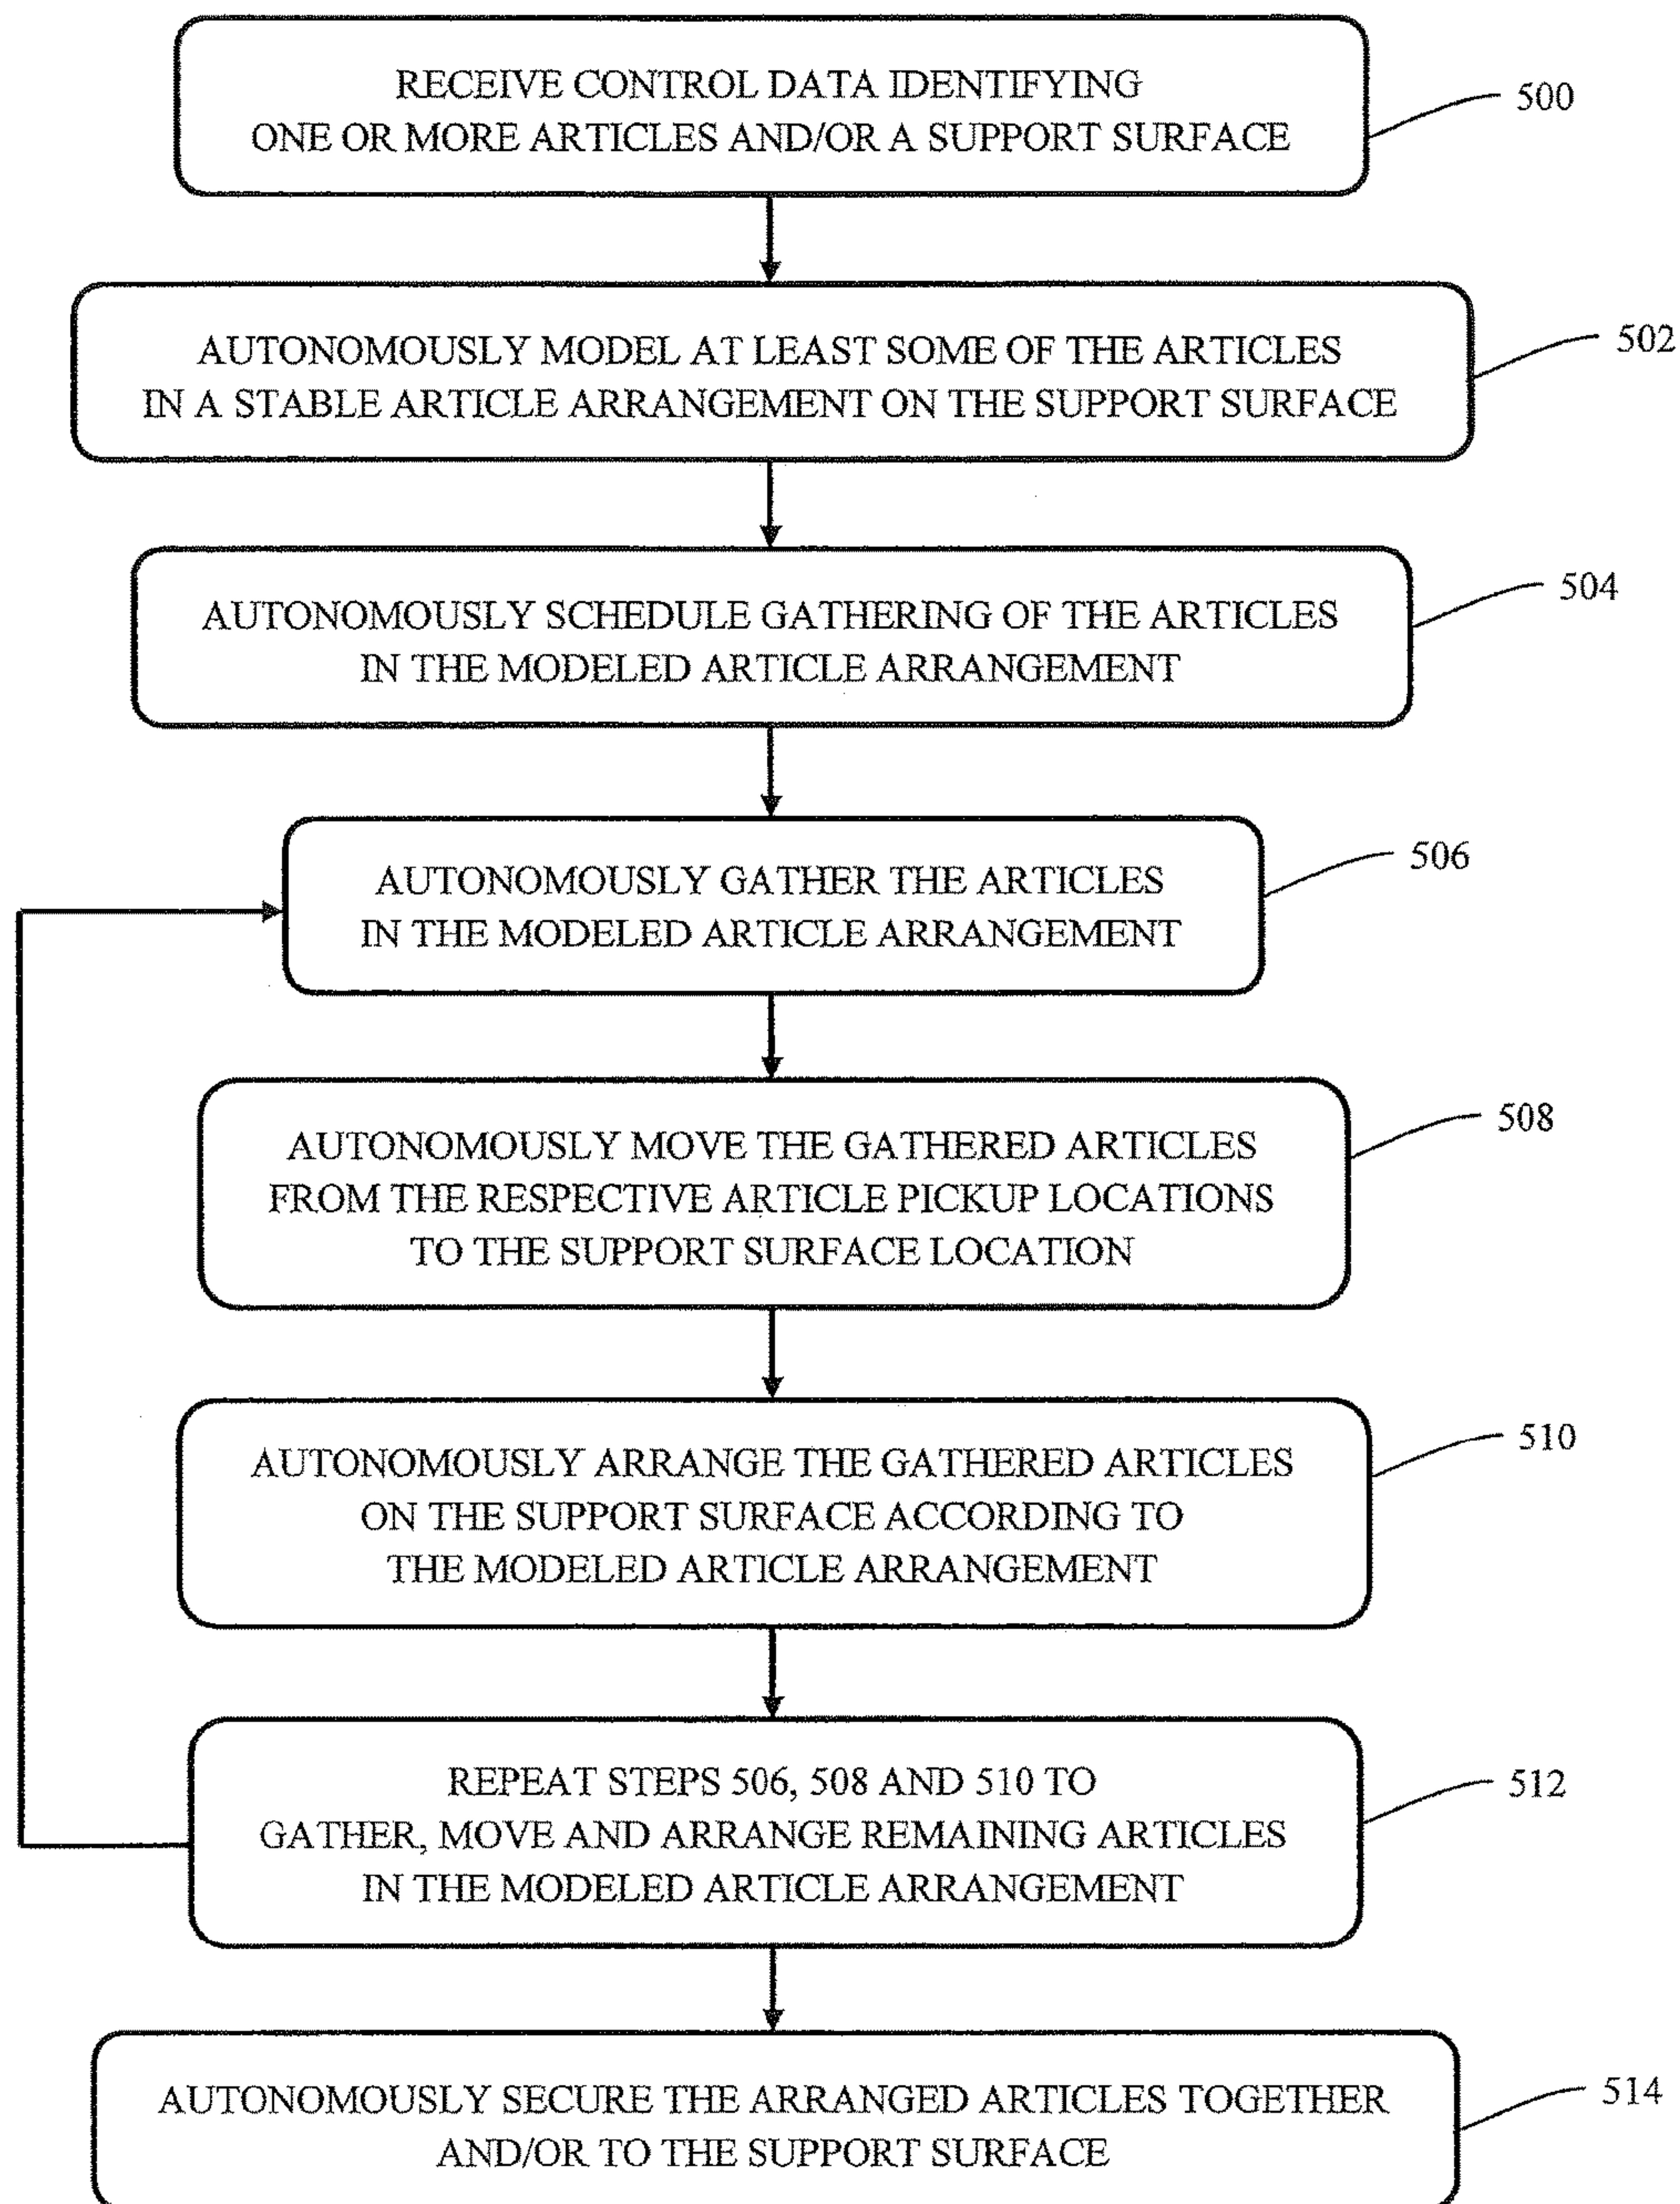 RECEIVE CONTROL DATA IDENTIFYING
ONE OR MORE ARTICLES AND/OR A SUPPORT SURFACE
500
AUTONOMOUSLY MODEL AT LEAST SOME OF THE ARTICLES
IN A STABLE ARTICLE ARRANGEMENT ON THE SUPPORT SURFACE
502
AUTONOMOUSLY SCHEDULE GATHERING OF THE ARTICLES
IN THE MODELED ARTICLE ARRANGEMENT
504
AUTONOMOUSLY GATHER THE ARTICLES
IN THE MODELED ARTICLE ARRANGEMENT
506
AUTONOMOUSLY MOVE THE GATHERED ARTICLES
FROM THE RESPECTIVE ARTICLE PICKUP LOCATIONS
TO THE SUPPORT SURFACE LOCATION
508
AUTONOMOUSLY ARRANGE THE GATHERED ARTICLES
ON THE SUPPORT SURFACE ACCORDING TO
THE MODELED ARTICLE ARRANGEMENT
510
REPEAT STEPS 506, 508 AND 510 TO
GATHER, MOVE AND ARRANGE REMAINING ARTICLES
IN THE MODELED ARTICLE ARRANGEMENT
512
AUTONOMOUSLY SECURE THE ARRANGED ARTICLES TOGETHER
AND/OR TO THE SUPPORT SURFACE
514